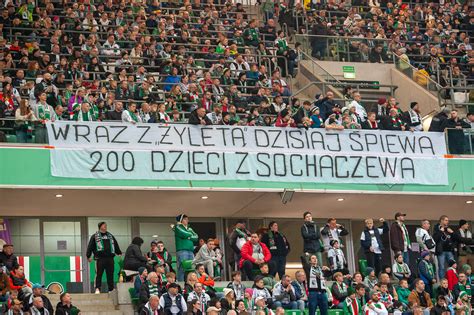 WRAZ Z „ŻYLETĄ" DZISIAJ ŚPIEWA
200 DZIECI Z SOCHACZEWA